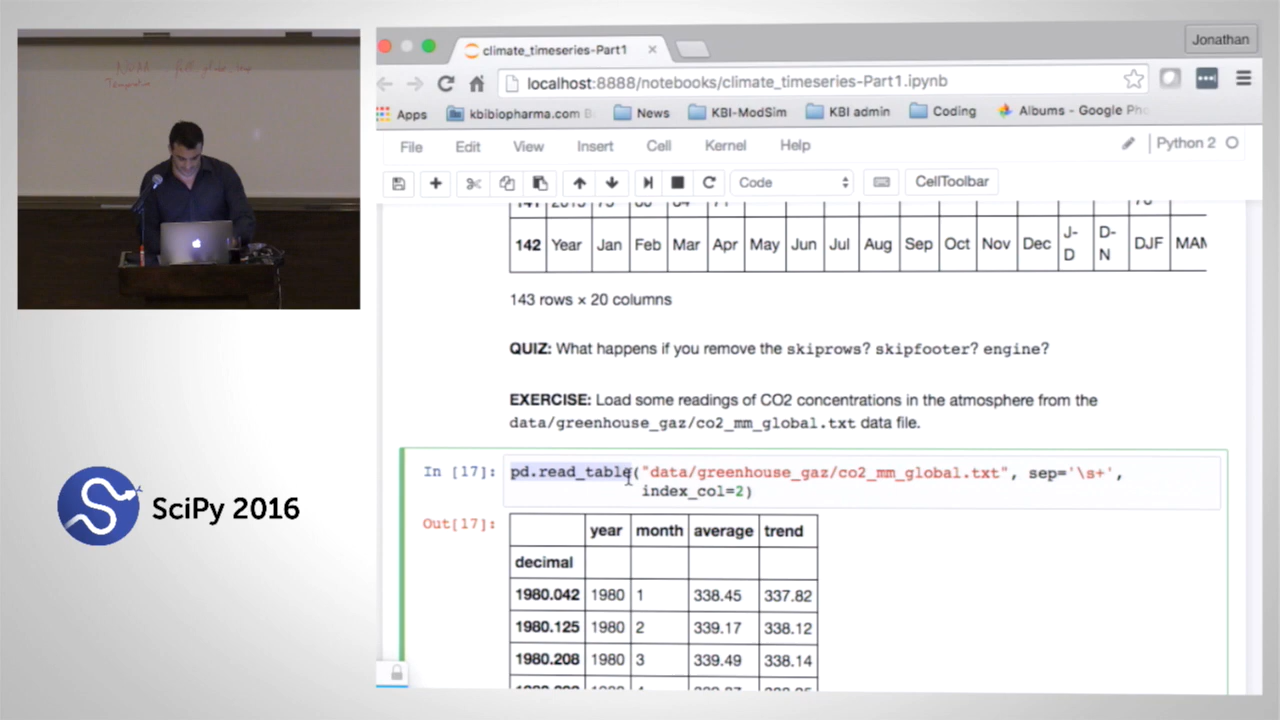 Temperature
SciPy 2016
climate_timeseries-Part1
Jonathan
localhost:8888/notebooks/climate_timeseries-Part1.ipynb
Apps kbibiopharma.com News KBI-ModSim KBI admin Coding Albums - Google Pho
File Edit View Insert Cell Kernel Help Python 2
Code CellToolbar
142 Year Jan Feb Mar Apr May Jun Jul Aug Sep Oct Nov Dec J-D D-N DJF MAM
143 rows × 20 columns
QUIZ: What happens if you remove the skiprows? skipfooter? engine?
EXERCISE: Load some readings of CO2 concentrations in the atmosphere from the
data/greenhouse_gaz/co2_mm_global.txt data file.
In [17]: pd.read_table("data/greenhouse_gaz/co2_mm_global.txt", sep='\s+',
index_col=2)
Out[17]:
year month average trend
decimal
1980.042 1980 1 338.45 337.82
1980.125 1980 2 339.17 338.12
1980.208 1980 3 339.49 338.14